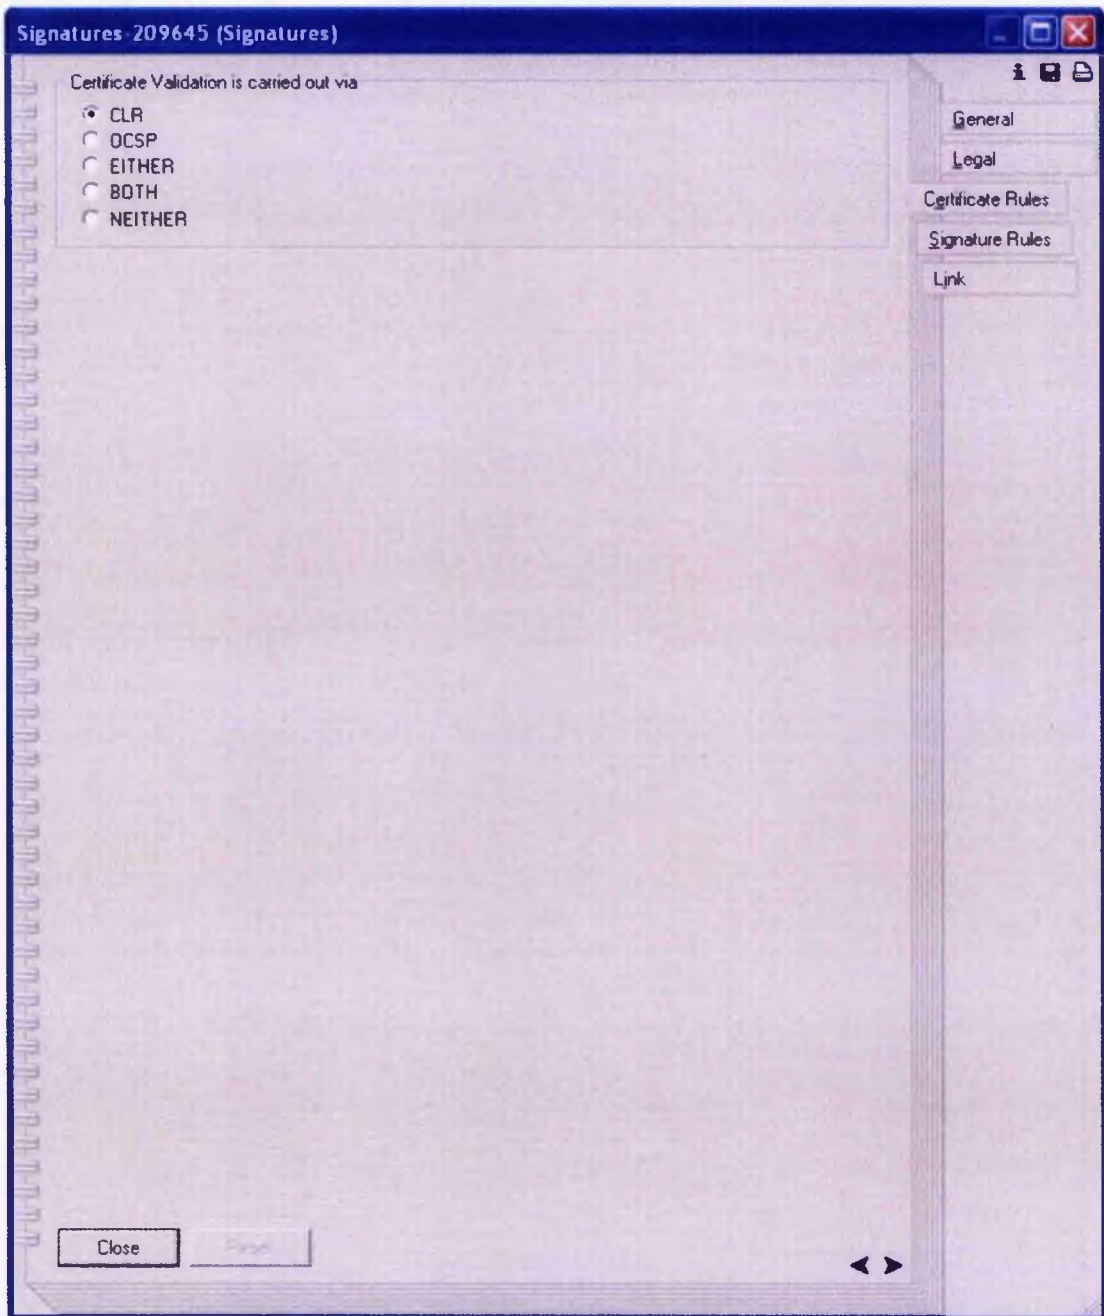 Signatures-209645 (Signatures)
Certificate Validation is carried out via
CLR
OCSP
EITHER
BOTH
NEITHER
General
Legal
Certificate Rules
Signature Rules
Link
Close
Reset